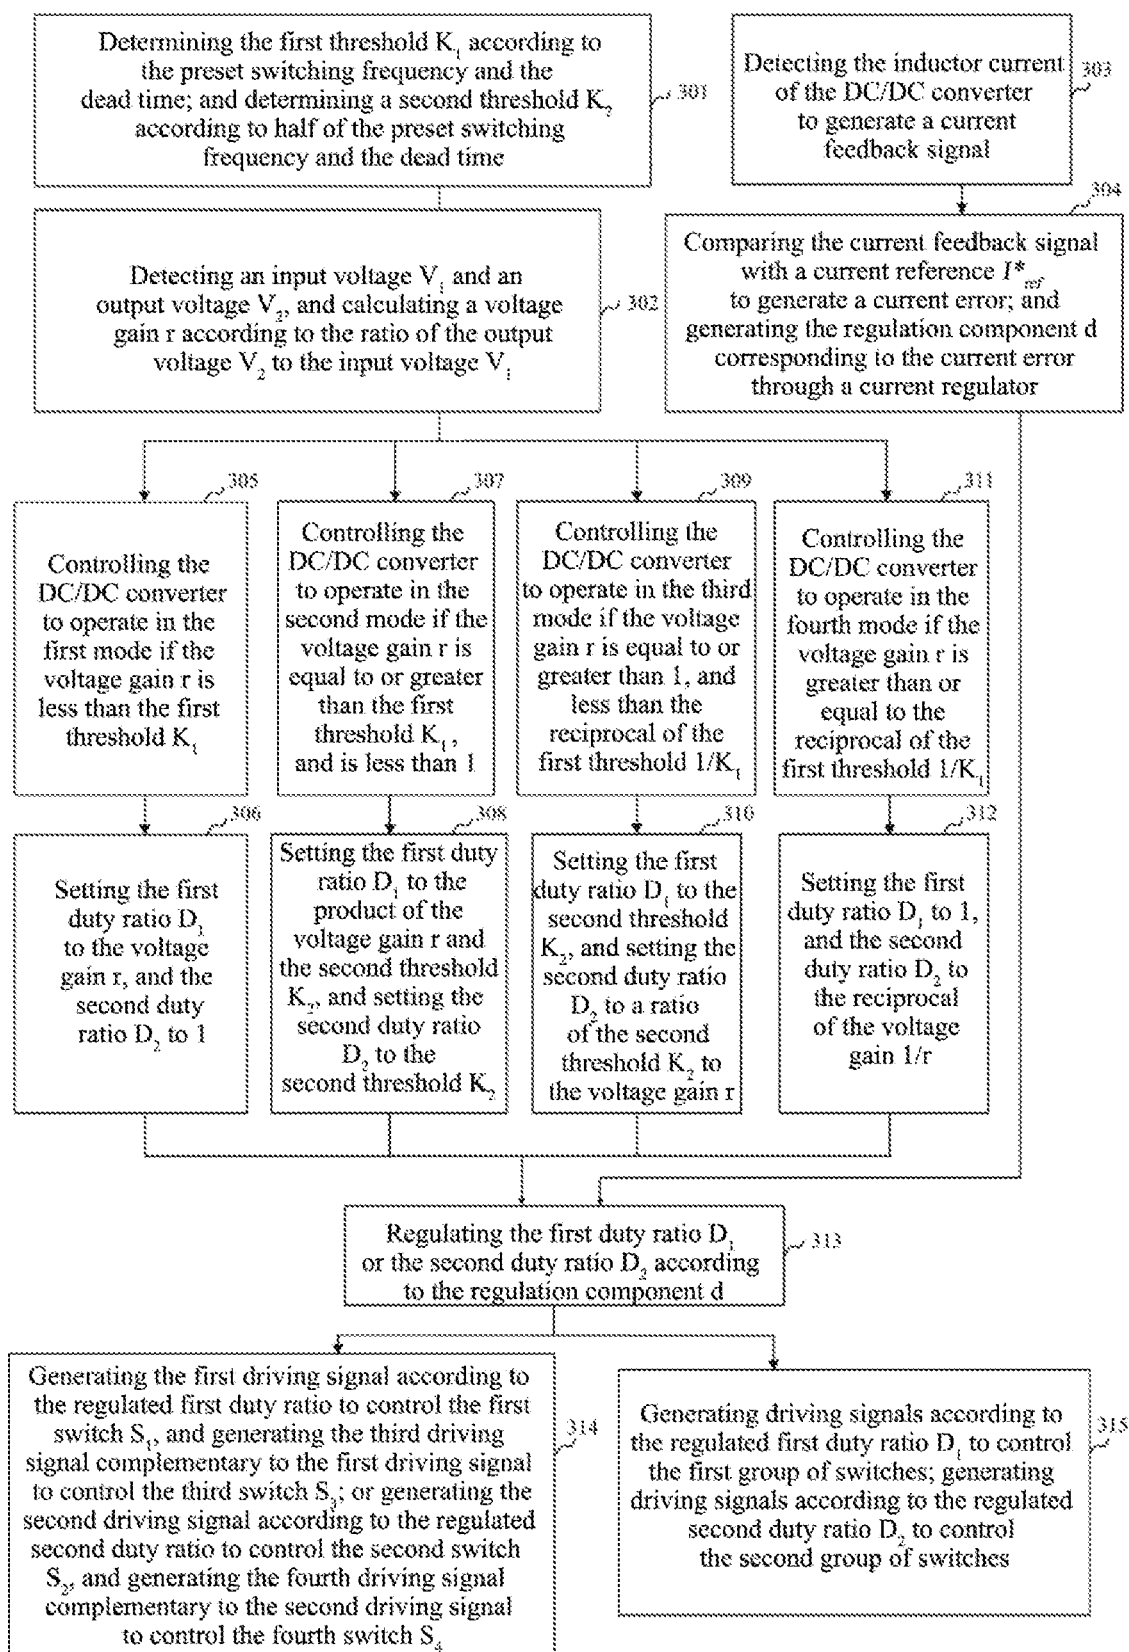 Determining the first threshold K₁ according to
the preset switching frequency and the
dead time; and determining a second threshold K₂
according to half of the preset switching
frequency and the dead time
301
Detecting the inductor current
of the DC/DC converter
to generate a current
feedback signal
303
Detecting an input voltage V₁ and an
output voltage V₂, and calculating a voltage
gain r according to the ratio of the output
voltage V₂ to the input voltage V₁
302
304
Comparing the current feedback signal
with a current reference I*ref
to generate a current error; and
generating the regulation component d
corresponding to the current error
through a current regulator
305
Controlling the
DC/DC converter
to operate in the
first mode if the
voltage gain r is
less than the first
threshold K₁
307
Controlling the
DC/DC converter
to operate in the
second mode if the
voltage gain r is
equal to or greater
than the first
threshold K₁,
and is less than 1
309
Controlling the
DC/DC converter
to operate in the third
mode if the voltage
gain r is equal to or
greater than 1, and
less than the
reciprocal of the
first threshold 1/K₁
311
Controlling the
DC/DC converter
to operate in the
fourth mode if the
voltage gain r is
greater than or
equal to the
reciprocal of the
first threshold 1/K₁
306
Setting the first
duty ratio D₁
to the voltage
gain r, and the
second duty
ratio D₂ to 1
308
Setting the first duty
ratio D₁ to the
product of the
voltage gain r and
the second threshold
K₂, and setting the
second duty ratio
D₂ to the
second threshold K₂
310
Setting the first
duty ratio D₁ to the
second threshold
K₂, and setting the
second duty ratio
D₂ to a ratio
of the second
threshold K₂ to
the voltage gain r
312
Setting the first
duty ratio D₁ to 1,
and the second
duty ratio D₂ to
the reciprocal
of the voltage
gain 1/r
Regulating the first duty ratio D₁
or the second duty ratio D₂ according
to the regulation component d
313
Generating the first driving signal according to
the regulated first duty ratio to control the first
switch S₁, and generating the third driving
signal complementary to the first driving signal
to control the third switch S₃; or generating the
second driving signal according to the regulated
second duty ratio to control the second switch
S₂, and generating the fourth driving signal
complementary to the second driving signal
to control the fourth switch S₄
314
Generating driving signals according to
the regulated first duty ratio D₁ to control
the first group of switches; generating
driving signals according to the regulated
second duty ratio D₂ to control
the second group of switches
315